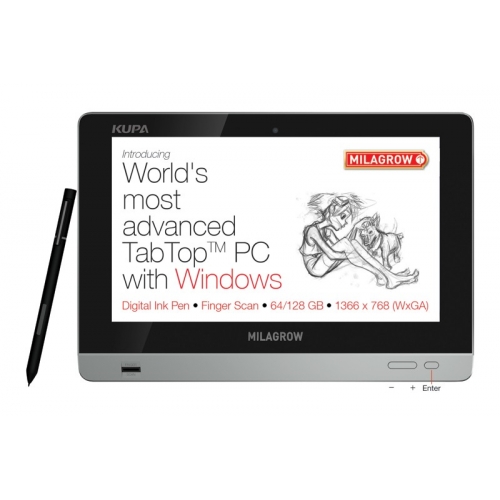 KUPA
Introducing
MILAGROW
World's
most
advanced
TabTop™ PC
with Windows
Digital Ink Pen • Finger Scan • 64/128 GB • 1366 x 768 (WxGA)
MILAGROW
− + Enter